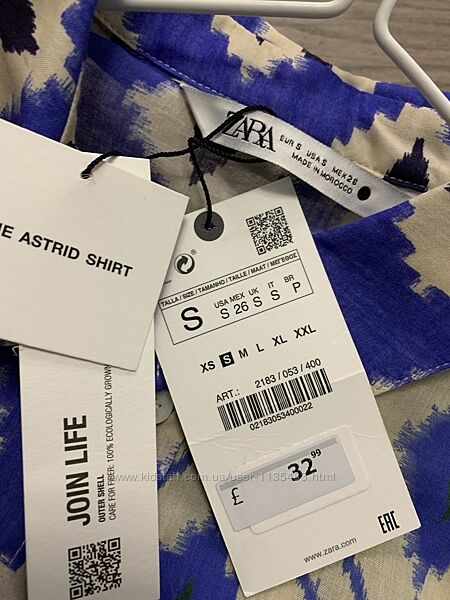 ZARA
EUR S USA S MEX 26
MADE IN MOROCCO
ASTRID SHIRT
JOIN LIFE
OUTER SHELL
CARE FOR FIBER: 100% ECOLOGICALLY GROWN
TALLA / SIZE / TAMANHO / TAILLE / MAAT / ΜΕΓΕΘΟΣ
S
USA MEX UK IT BR
S 26 S S P
XS S M L XL XXL
ART.: 2183 / 053 / 400
02183053400022
£ 32 99
www.zara.com
EAC